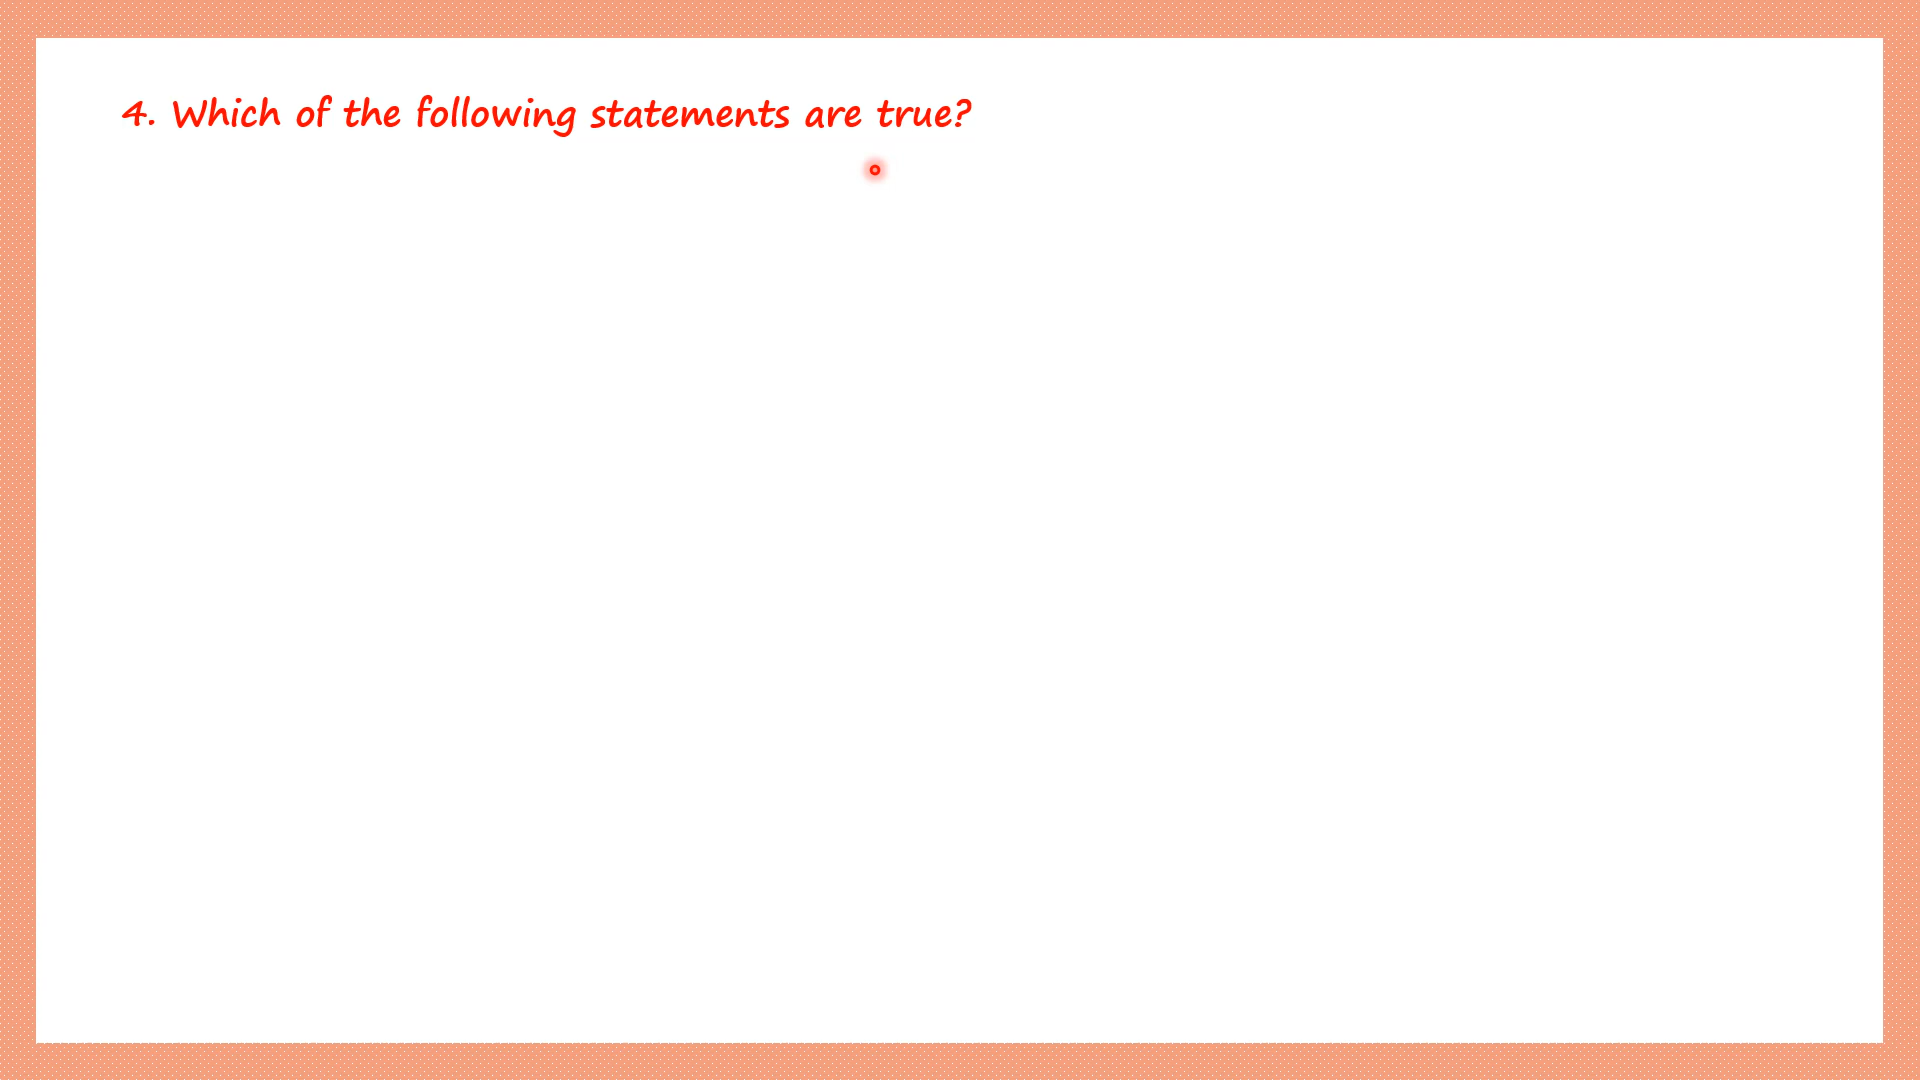 4. Which of the following statements are true?